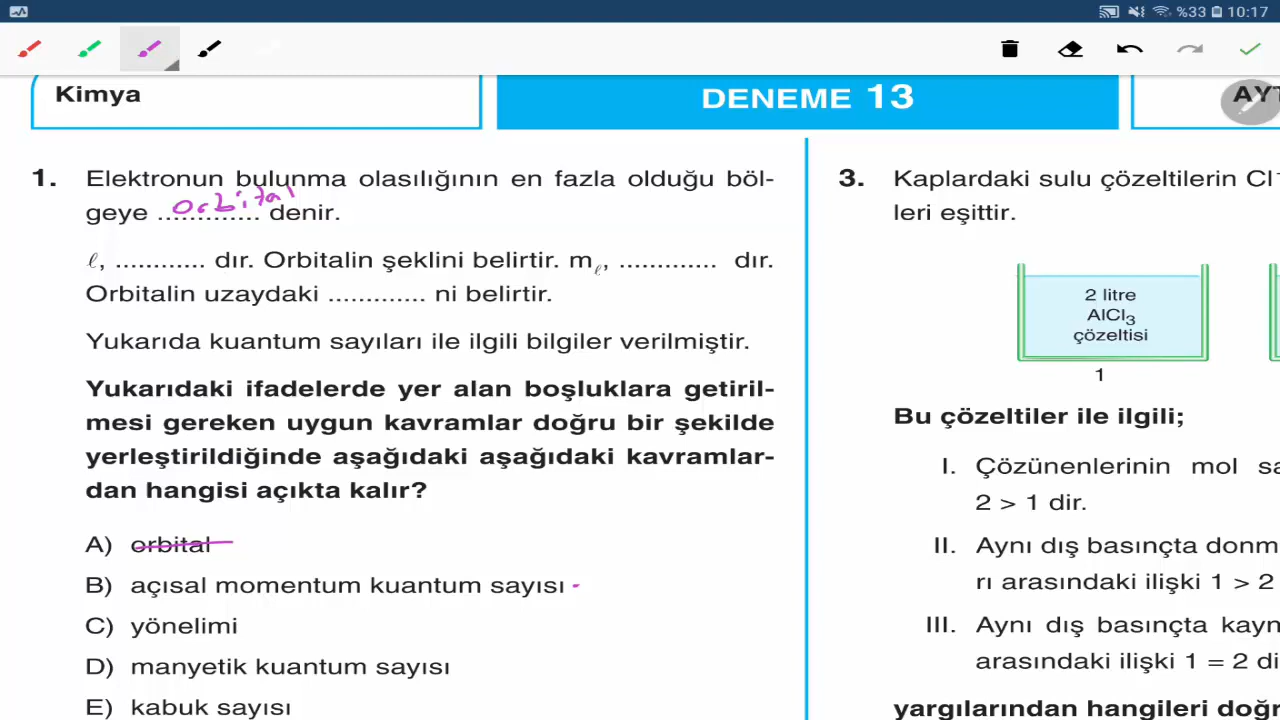 %33 10:17
Kimya
DENEME 13
AYT
1. Elektronun bulunma olasılığının en fazla olduğu böl-
geye ............. denir.
orbital
ℓ, ............ dır. Orbitalin şeklini belirtir. mℓ, ............. dır.
Orbitalin uzaydaki ............. ni belirtir.
Yukarıda kuantum sayıları ile ilgili bilgiler verilmiştir.
Yukarıdaki ifadelerde yer alan boşluklara getiril-
mesi gereken uygun kavramlar doğru bir şekilde
yerleştirildiğinde aşağıdaki aşağıdaki kavramlar-
dan hangisi açıkta kalır?
A) orbital
B) açısal momentum kuantum sayısı
C) yönelimi
D) manyetik kuantum sayısı
E) kabuk sayısı
3. Kaplardaki sulu çözeltilerin Cl⁻
leri eşittir.
2 litre
AlCl₃
çözeltisi
1
Bu çözeltiler ile ilgili;
I. Çözünenlerinin mol sa
2 > 1 dir.
II. Aynı dış basınçta donm
rı arasındaki ilişki 1 > 2
III. Aynı dış basınçta kayn
arasındaki ilişki 1 = 2 di
yargılarından hangileri doğr